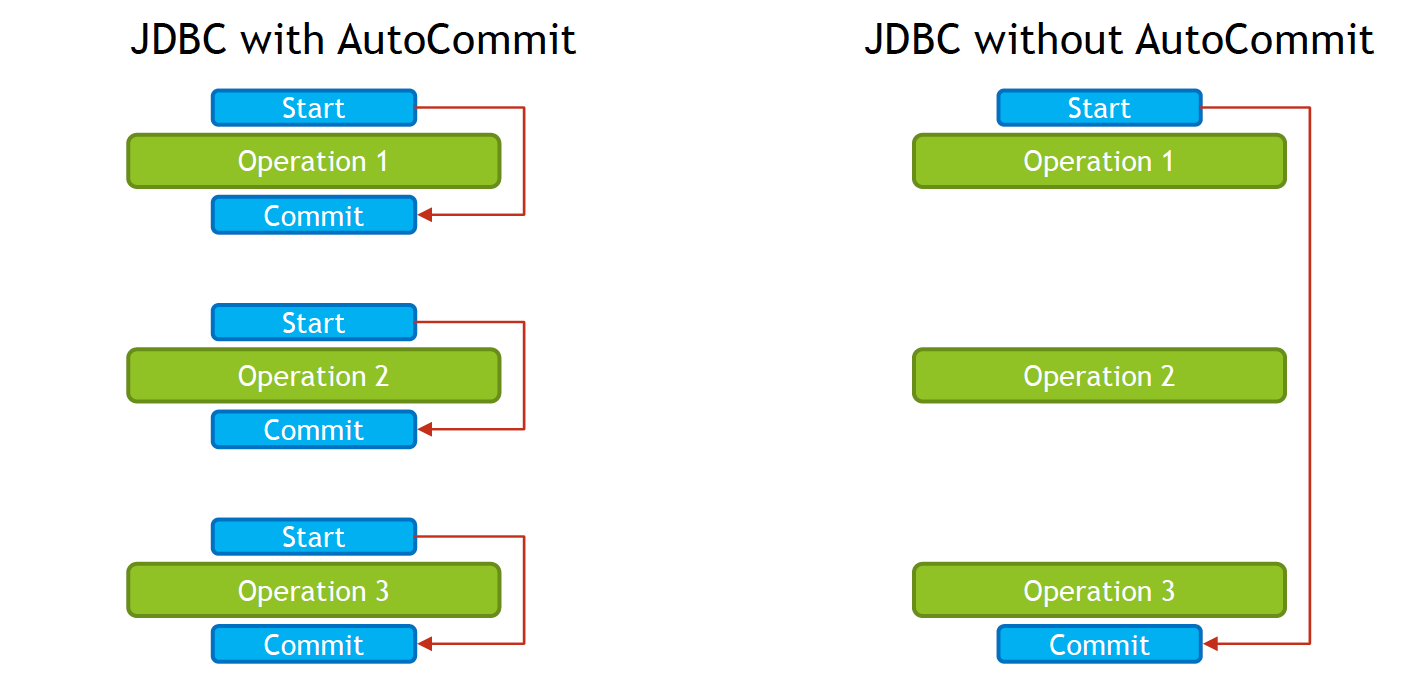 JDBC with AutoCommit
Start
Operation 1
Commit
Start
Operation 2
Commit
Start
Operation 3
Commit
JDBC without AutoCommit
Start
Operation 1
Operation 2
Operation 3
Commit